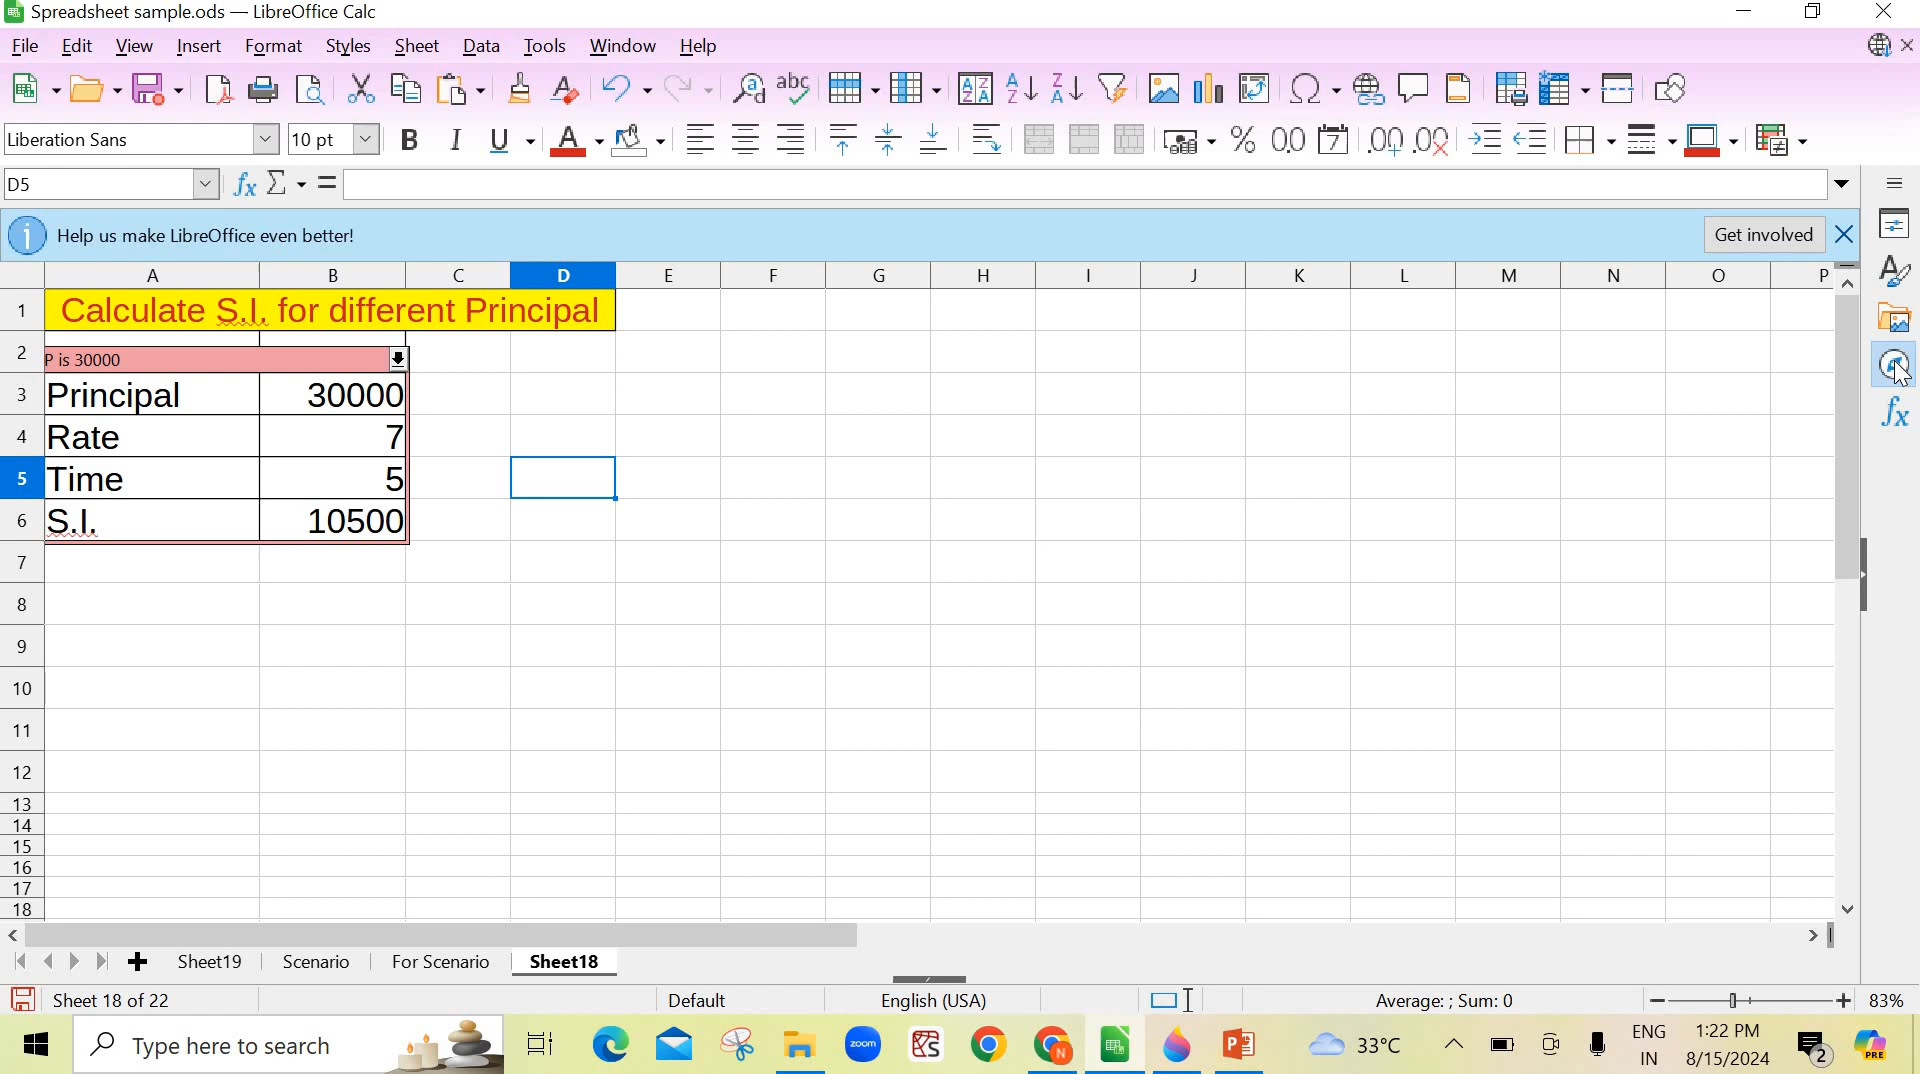 Spreadsheet sample.ods — LibreOffice Calc
File Edit View Insert Format Styles Sheet Data Tools Window Help
Liberation Sans 10 pt
D5
Help us make LibreOffice even better! Get involved
A B C D E F G H I J K L M N O P
1 Calculate S.I. for different Principal
2 P is 30000
3 Principal 30000
4 Rate 7
5 Time 5
6 S.I. 10500
7
8
9
10
11
12
13
14
15
16
17
18
Sheet19 Scenario For Scenario Sheet18
Sheet 18 of 22 Default English (USA) Average: ; Sum: 0 83%
Type here to search zoom 33°C ENG 1:22 PM
IN 8/15/2024 2 PRE